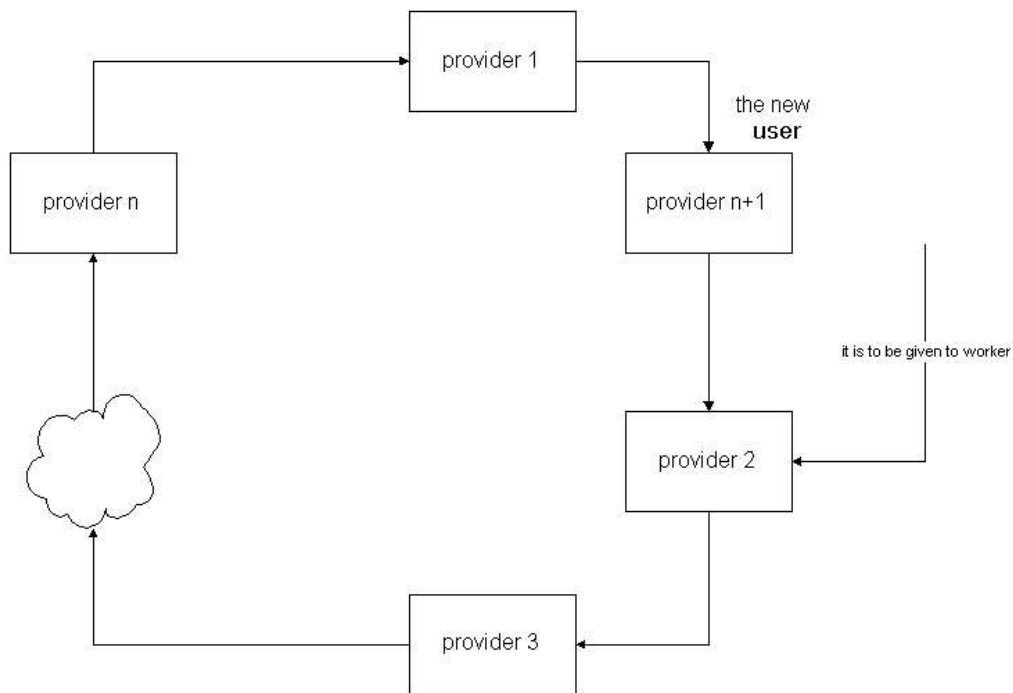 provider 1
the new
user
provider n
provider n+1
it is to be given to worker
provider 2
provider 3